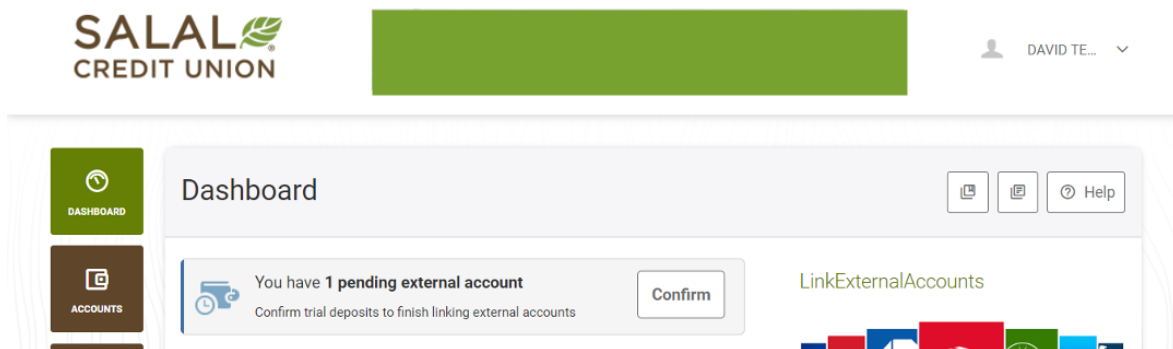 SALAL
CREDIT UNION
DAVID TE...
DASHBOARD
Dashboard
Help
ACCOUNTS
You have 1 pending external account
Confirm trial deposits to finish linking external accounts
Confirm
LinkExternalAccounts